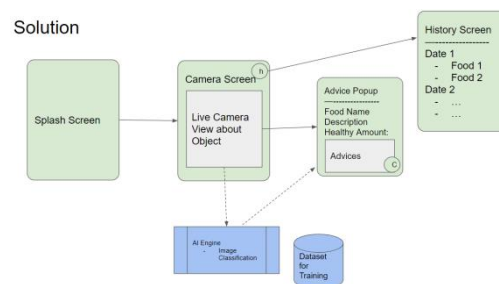 Solution
Splash Screen
Camera Screen
h
Live Camera
View about
Object
Advice Popup
-------------------
Food Name
Description
Healthy Amount:
Advices
C
History Screen
-------------------
Date 1
- Food 1
- Food 2
Date 2
- ...
- ...
AI Engine
- Image
Classification
Dataset
for
Training